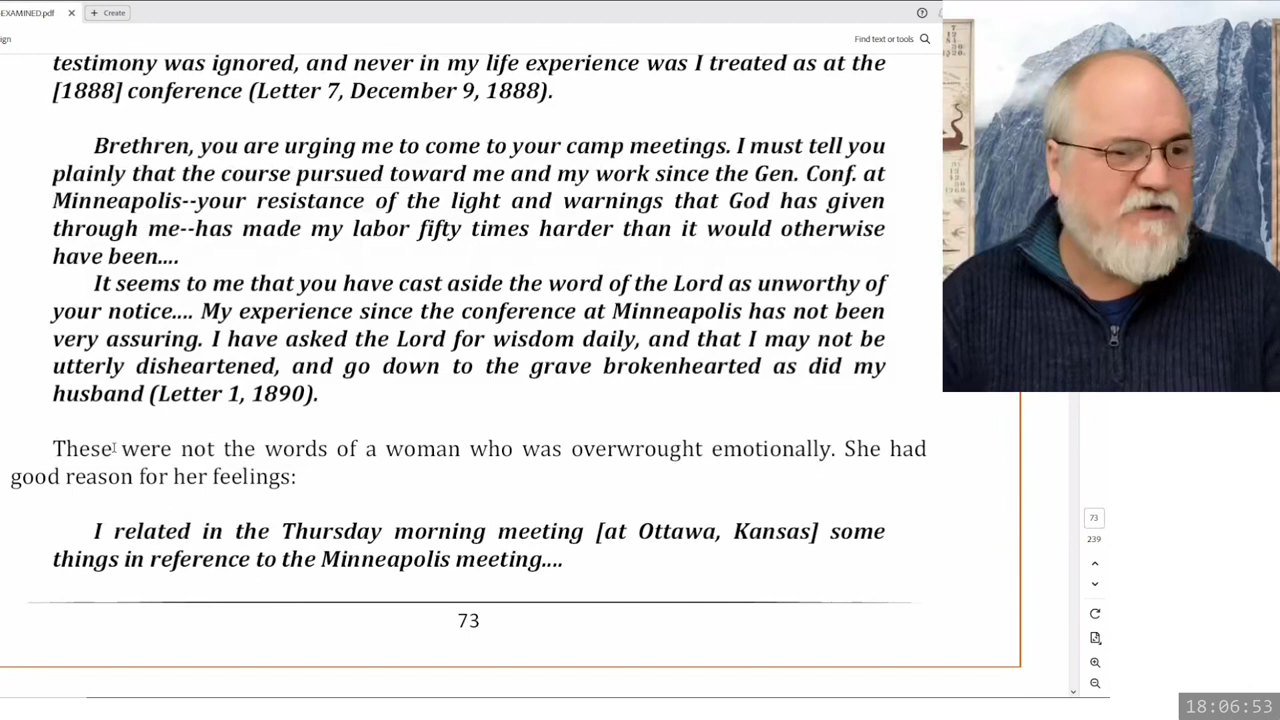 -EXAMINED.pdf
Create
ign
Find text or tools
testimony was ignored, and never in my life experience was I treated as at the
[1888] conference (Letter 7, December 9, 1888).
Brethren, you are urging me to come to your camp meetings. I must tell you
plainly that the course pursued toward me and my work since the Gen. Conf. at
Minneapolis--your resistance of the light and warnings that God has given
through me--has made my labor fifty times harder than it would otherwise
have been....
It seems to me that you have cast aside the word of the Lord as unworthy of
your notice.... My experience since the conference at Minneapolis has not been
very assuring. I have asked the Lord for wisdom daily, and that I may not be
utterly disheartened, and go down to the grave brokenhearted as did my
husband (Letter 1, 1890).
These were not the words of a woman who was overwrought emotionally. She had
good reason for her feelings:
I related in the Thursday morning meeting [at Ottawa, Kansas] some
things in reference to the Minneapolis meeting....
73
73
239
18:06:53